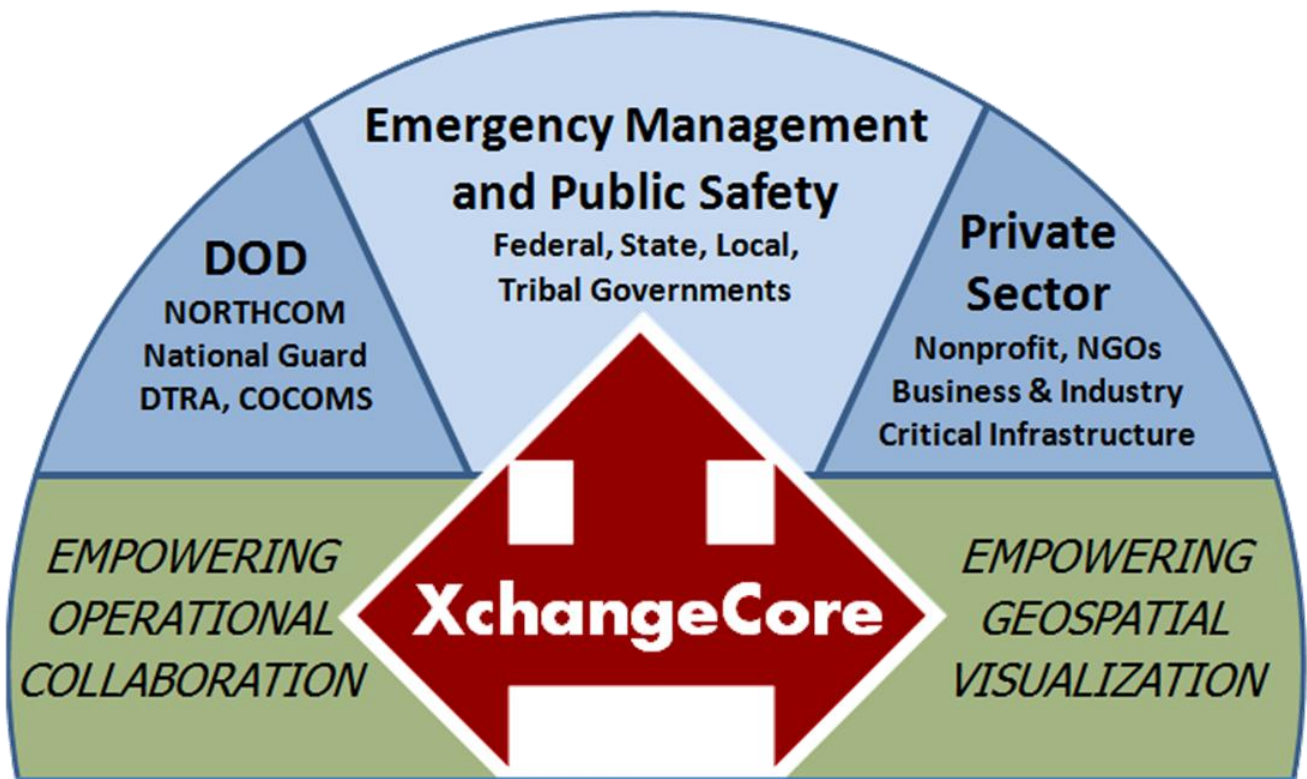 Emergency Management
and Public Safety
Federal, State, Local,
Tribal Governments
DOD
NORTHCOM
National Guard
DTRA, COCOMS
Private
Sector
Nonprofit, NGOs
Business & Industry
Critical Infrastructure
EMPOWERING
OPERATIONAL
COLLABORATION
XchangeCore
EMPOWERING
GEOSPATIAL
VISUALIZATION